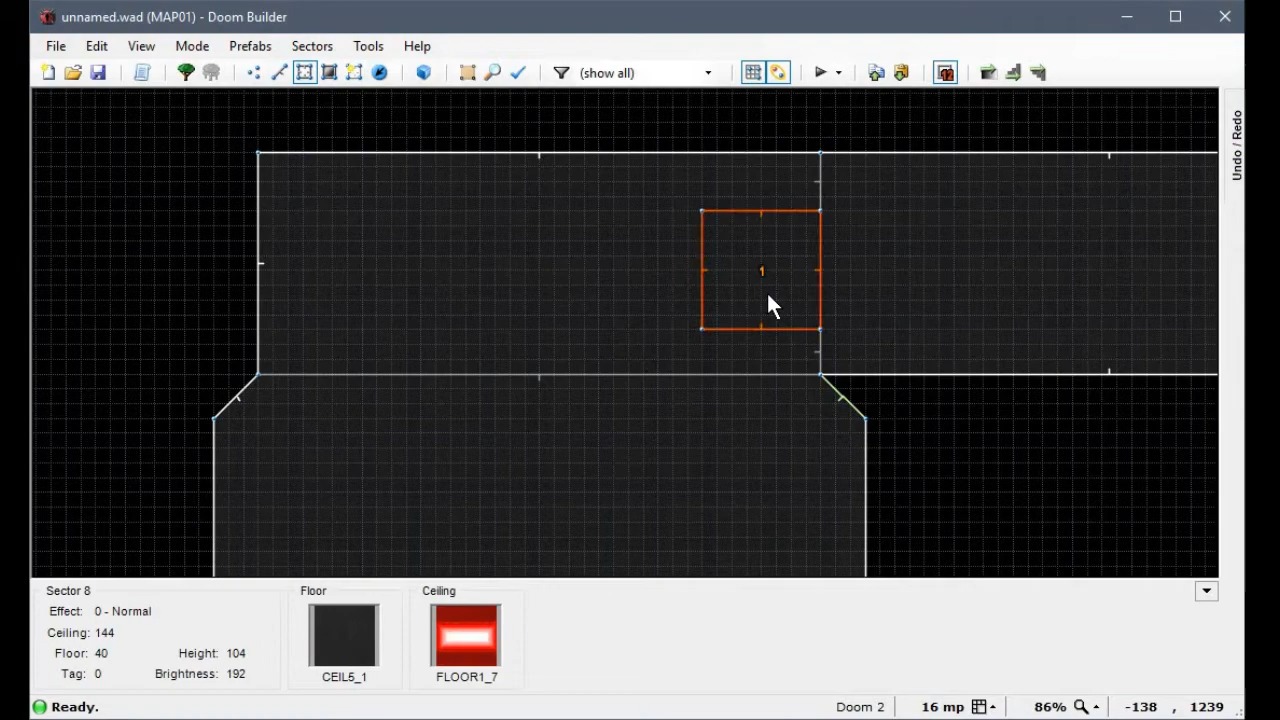 unnamed.wad (MAP01) - Doom Builder
File Edit View Mode Prefabs Sectors Tools Help
(show all)
Undo / Redo
1
Sector 8
Effect: 0 - Normal
Ceiling: 144
Floor: 40 Height: 104
Tag: 0 Brightness: 192
Floor
CEIL5_1
Ceiling
FLOOR1_7
Ready.
Doom 2
16 mp
86%
-138 , 1239